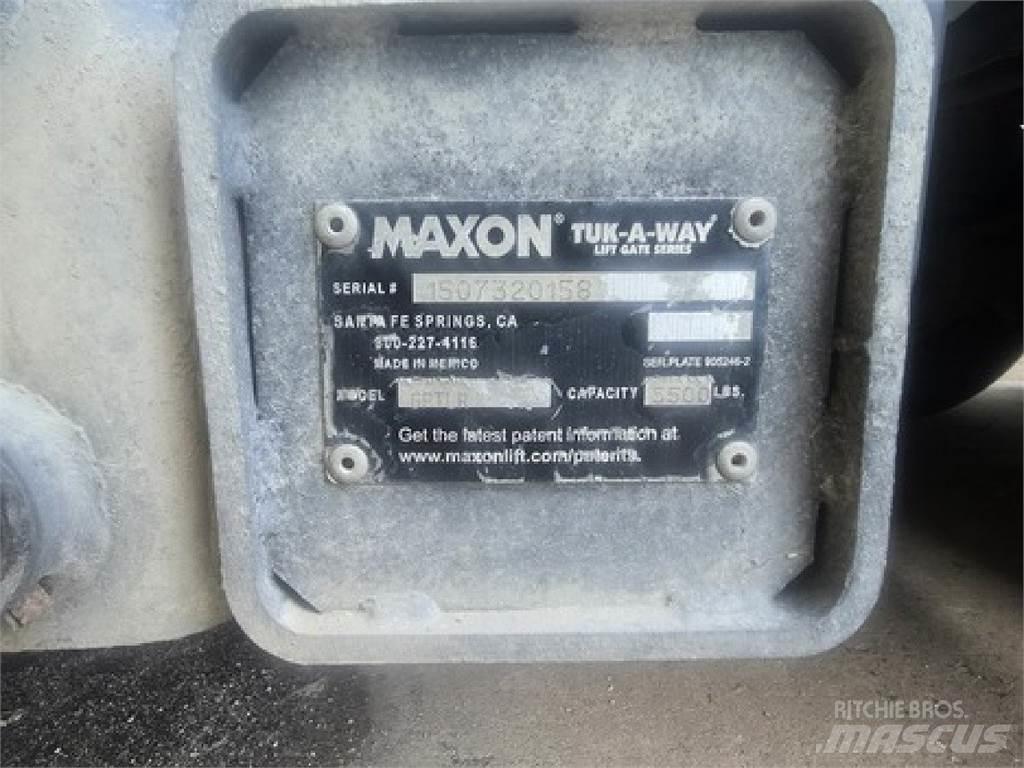 MAXON® TUK-A-WAY
LIFT GATE SERIES
SERIAL # 1507320158
SANTA FE SPRINGS, CA
800-227-4116
MADE IN MEXICO
SER.PLATE 905246-2
MODEL GPTLR CAPACITY 5500 LBS.
Get the latest patent information at
www.maxonlift.com/patents.
RITCHIE BROS.
MASCUS